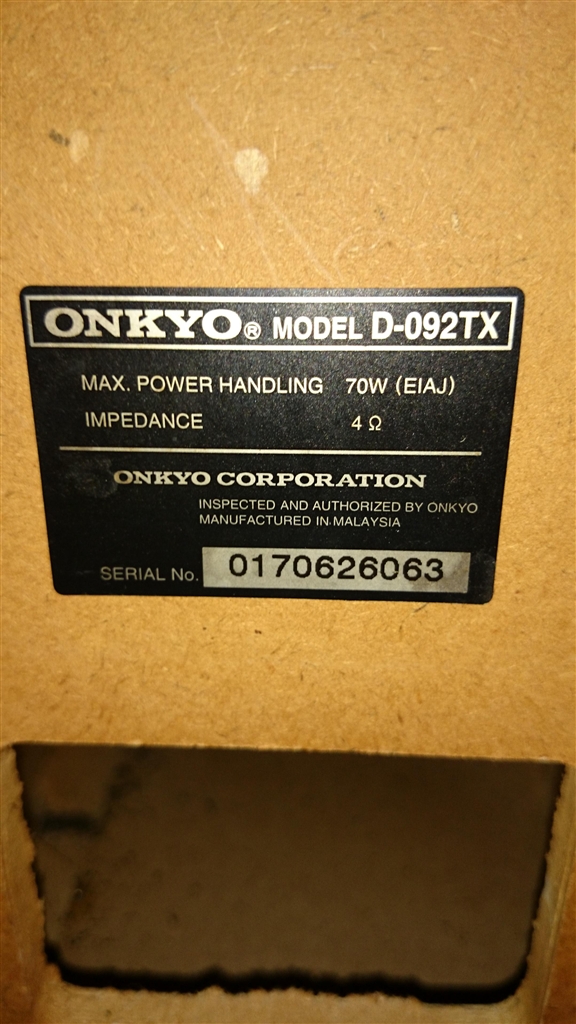 ONKYO® MODEL D-092TX
MAX. POWER HANDLING 70W (EIAJ)
IMPEDANCE 4 Ω
ONKYO CORPORATION
INSPECTED AND AUTHORIZED BY ONKYO
MANUFACTURED IN MALAYSIA
SERIAL No. 0170626063